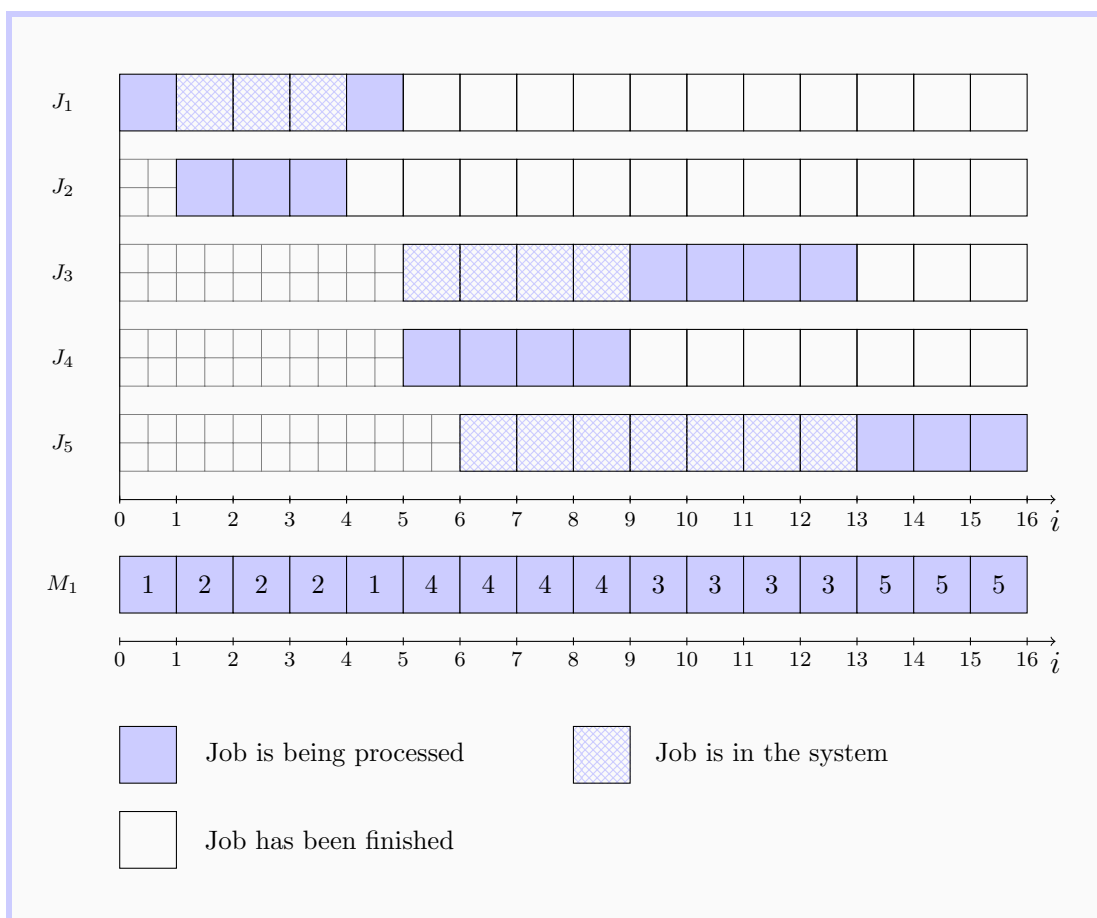 J1
J2
J3
J4
J5
0 1 2 3 4 5 6 7 8 9 10 11 12 13 14 15 16 i
M1 1 2 2 2 1 4 4 4 4 3 3 3 3 5 5 5
0 1 2 3 4 5 6 7 8 9 10 11 12 13 14 15 16 i
Job is being processed Job is in the system
Job has been finished